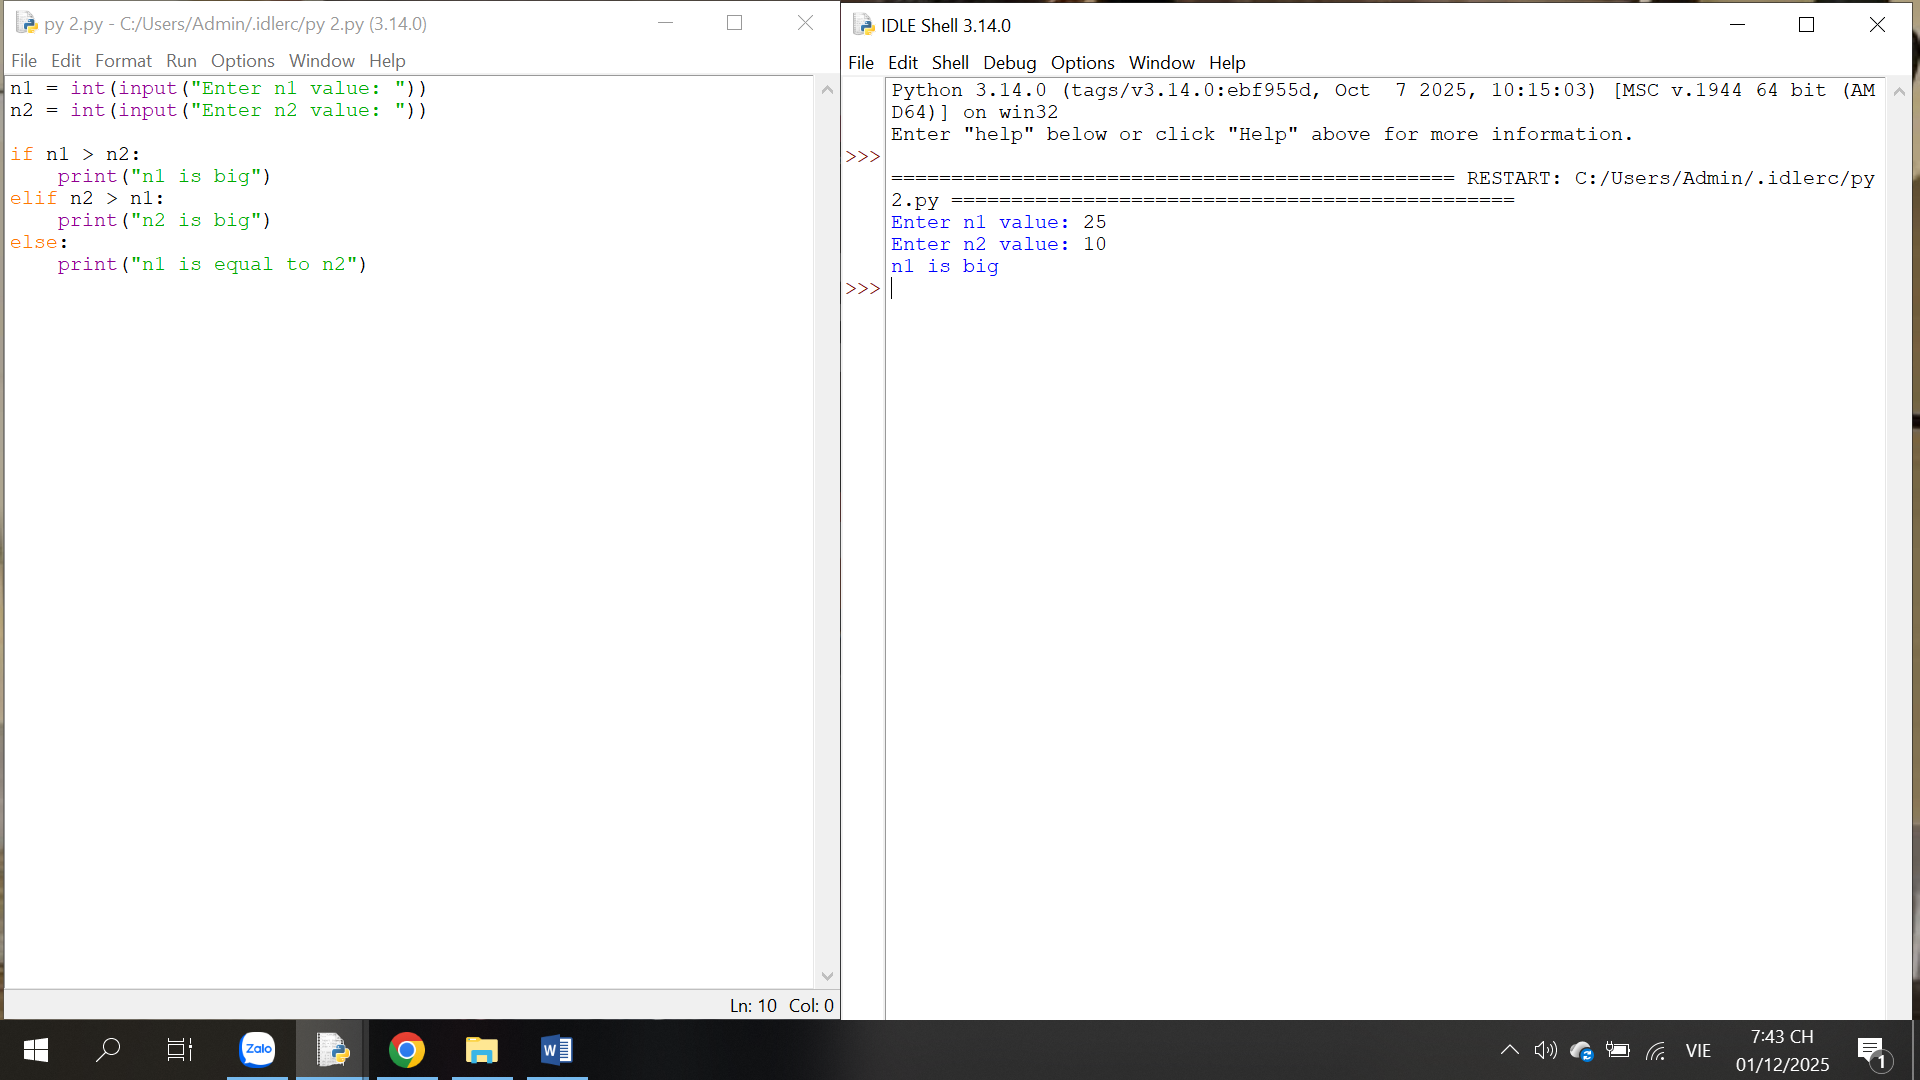 py 2.py - C:/Users/Admin/.idlerc/py 2.py (3.14.0)
File Edit Format Run Options Window Help
n1 = int(input("Enter n1 value: "))
n2 = int(input("Enter n2 value: "))
if n1 > n2:
    print("n1 is big")
elif n2 > n1:
    print("n2 is big")
else:
    print("n1 is equal to n2")
Ln: 10 Col: 0
IDLE Shell 3.14.0
File Edit Shell Debug Options Window Help
Python 3.14.0 (tags/v3.14.0:ebf955d, Oct  7 2025, 10:15:03) [MSC v.1944 64 bit (AM
D64)] on win32
Enter "help" below or click "Help" above for more information.
>>>
=============================================== RESTART: C:/Users/Admin/.idlerc/py
2.py ===============================================
Enter n1 value: 25
Enter n2 value: 10
n1 is big
>>>
Zalo
VIE
7:43 CH
01/12/2025
1